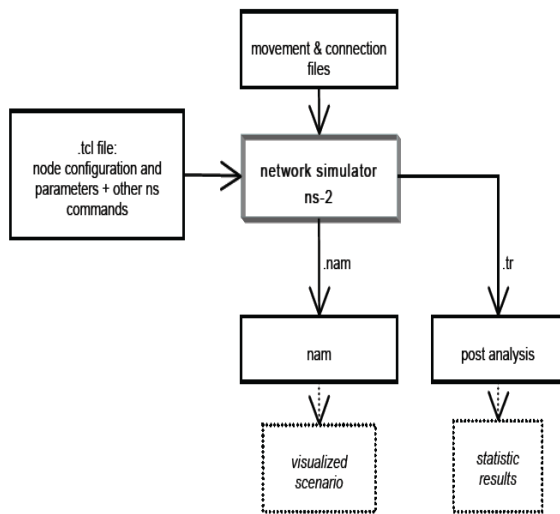 movement & connection
files
.tcl file:
node configuration and
parameters + other ns
commands
network simulator
ns-2
.nam
.tr
nam
post analysis
visualized
scenario
statistic
results